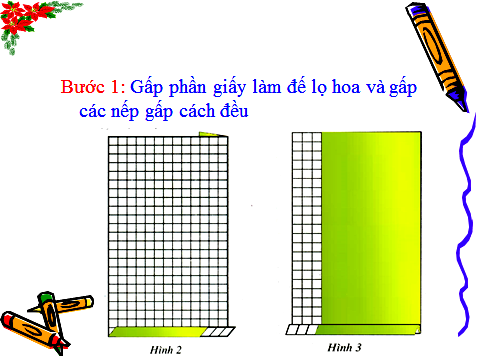 Bước 1: Gấp phần giấy làm đế lọ hoa và gấp
các nếp gấp cách đều
Hình 2
Hình 3